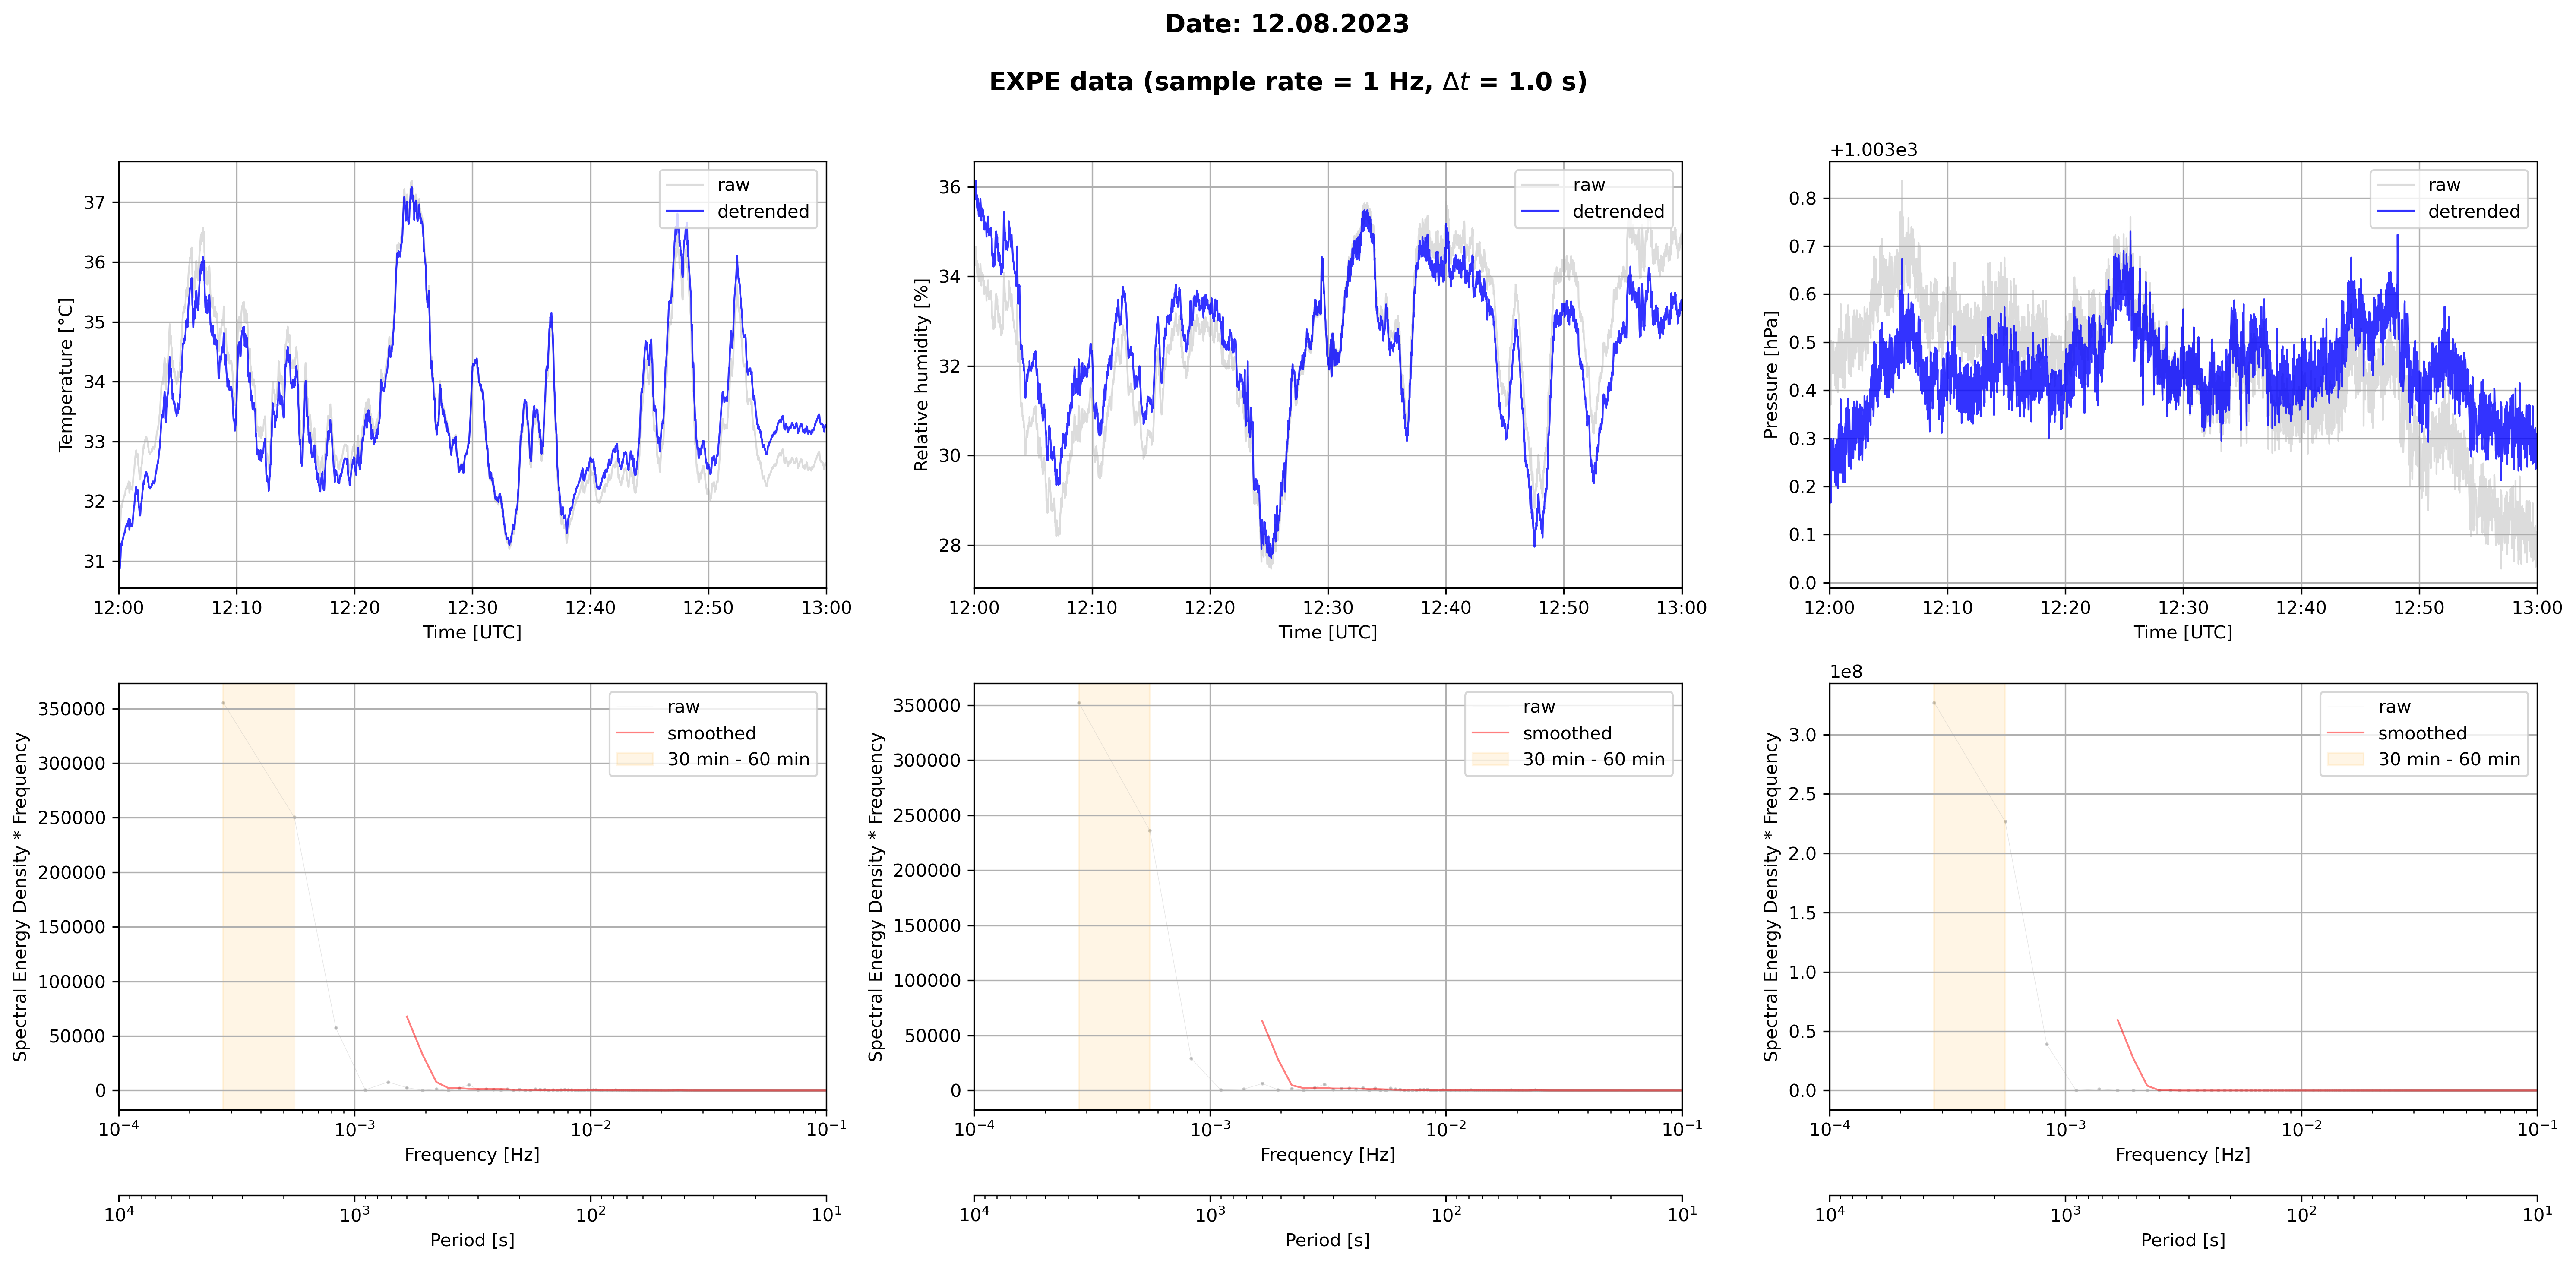 Date: 12.08.2023
EXPE data (sample rate = 1 Hz, Δt = 1.0 s)
Temperature [°C]
37
36
35
34
33
32
31
raw
detrended
12:00 12:10 12:20 12:30 12:40 12:50 13:00
Time [UTC]
Relative humidity [%]
36
34
32
30
28
raw
detrended
12:00 12:10 12:20 12:30 12:40 12:50 13:00
Time [UTC]
+1.003e3
Pressure [hPa]
0.8
0.7
0.6
0.5
0.4
0.3
0.2
0.1
0.0
raw
detrended
12:00 12:10 12:20 12:30 12:40 12:50 13:00
Time [UTC]
Spectral Energy Density * Frequency
350000
300000
250000
200000
150000
100000
50000
0
raw
smoothed
30 min - 60 min
10⁻⁴ 10⁻³ 10⁻² 10⁻¹
Frequency [Hz]
10⁴ 10³ 10² 10¹
Period [s]
Spectral Energy Density * Frequency
350000
300000
250000
200000
150000
100000
50000
0
raw
smoothed
30 min - 60 min
10⁻⁴ 10⁻³ 10⁻² 10⁻¹
Frequency [Hz]
10⁴ 10³ 10² 10¹
Period [s]
1e8
Spectral Energy Density * Frequency
3.0
2.5
2.0
1.5
1.0
0.5
0.0
raw
smoothed
30 min - 60 min
10⁻⁴ 10⁻³ 10⁻² 10⁻¹
Frequency [Hz]
10⁴ 10³ 10² 10¹
Period [s]